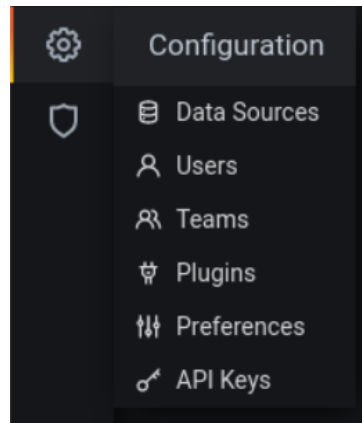 Configuration
Data Sources
Users
Teams
Plugins
Preferences
API Keys